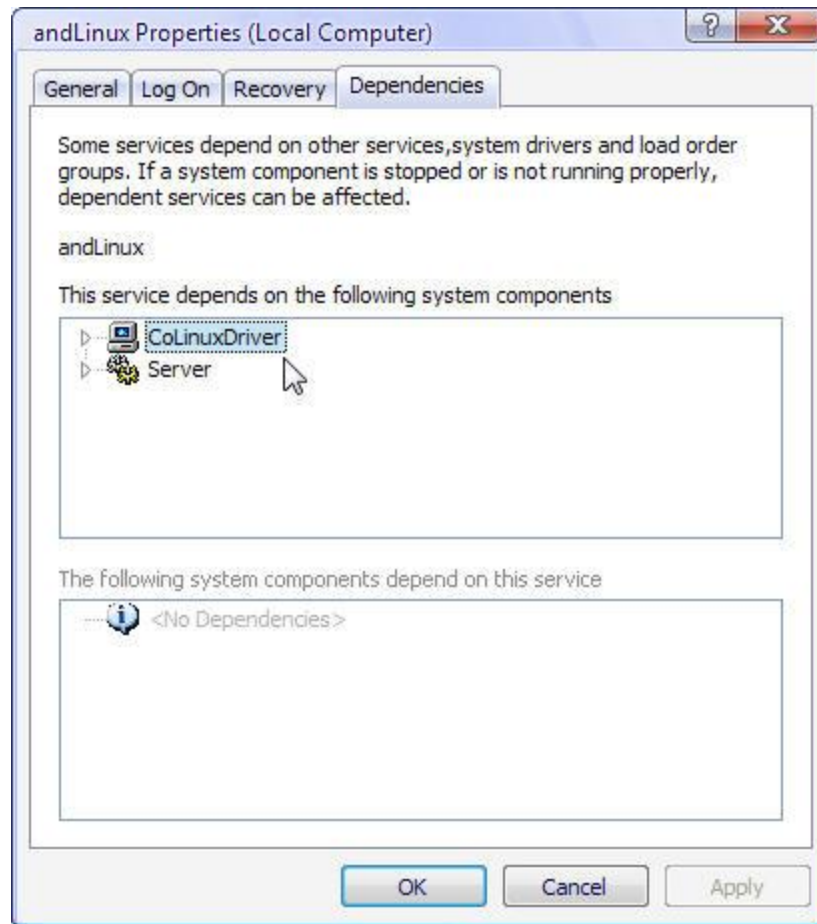 andLinux Properties (Local Computer)
General Log On Recovery Dependencies
Some services depend on other services,system drivers and load order
groups. If a system component is stopped or is not running properly,
dependent services can be affected.
andLinux
This service depends on the following system components
CoLinuxDriver
Server
The following system components depend on this service
<No Dependencies>
OK Cancel Apply